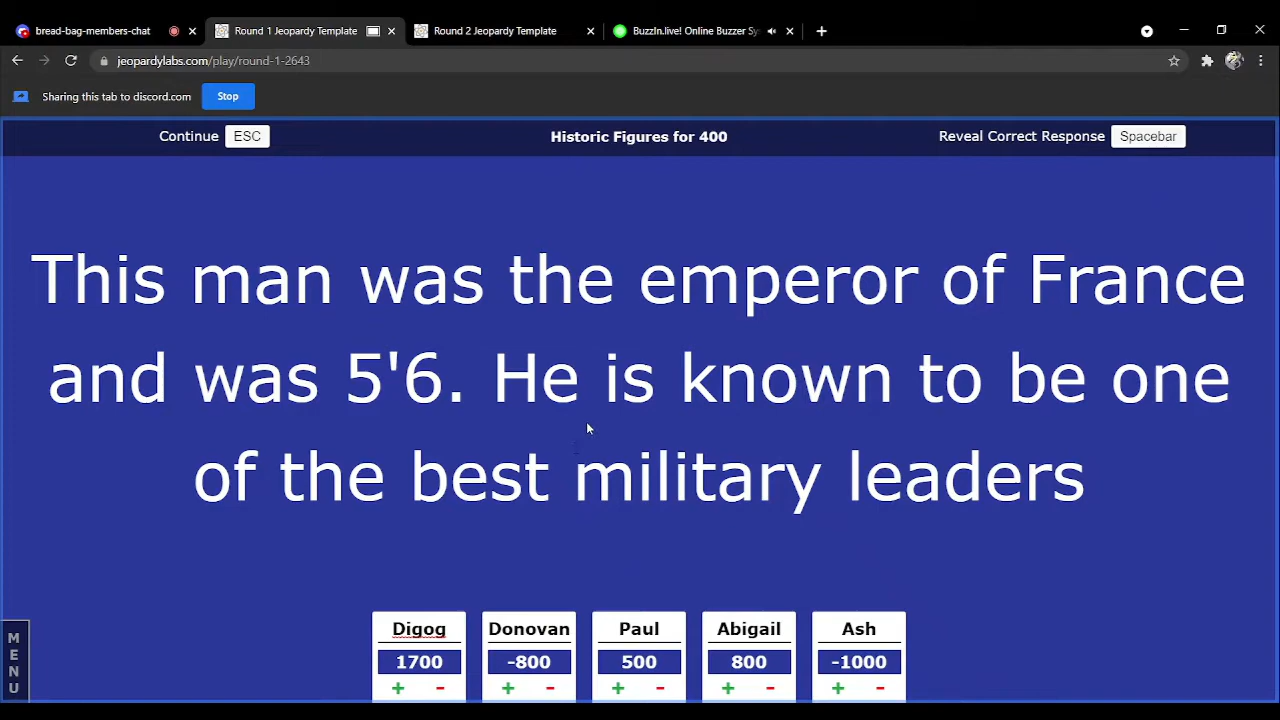 bread-bag-members-chat
Round 1 Jeopardy Template
Round 2 Jeopardy Template
BuzzIn.live! Online Buzzer Sy
jeopardylabs.com/play/round-1-2643
Sharing this tab to discord.com Stop
Continue ESC
Historic Figures for 400
Reveal Correct Response Spacebar
This man was the emperor of France
and was 5'6. He is known to be one
of the best military leaders
MENU
Digog Donovan Paul Abigail Ash
1700 -800 500 800 -1000
+ - + - + - + - + -